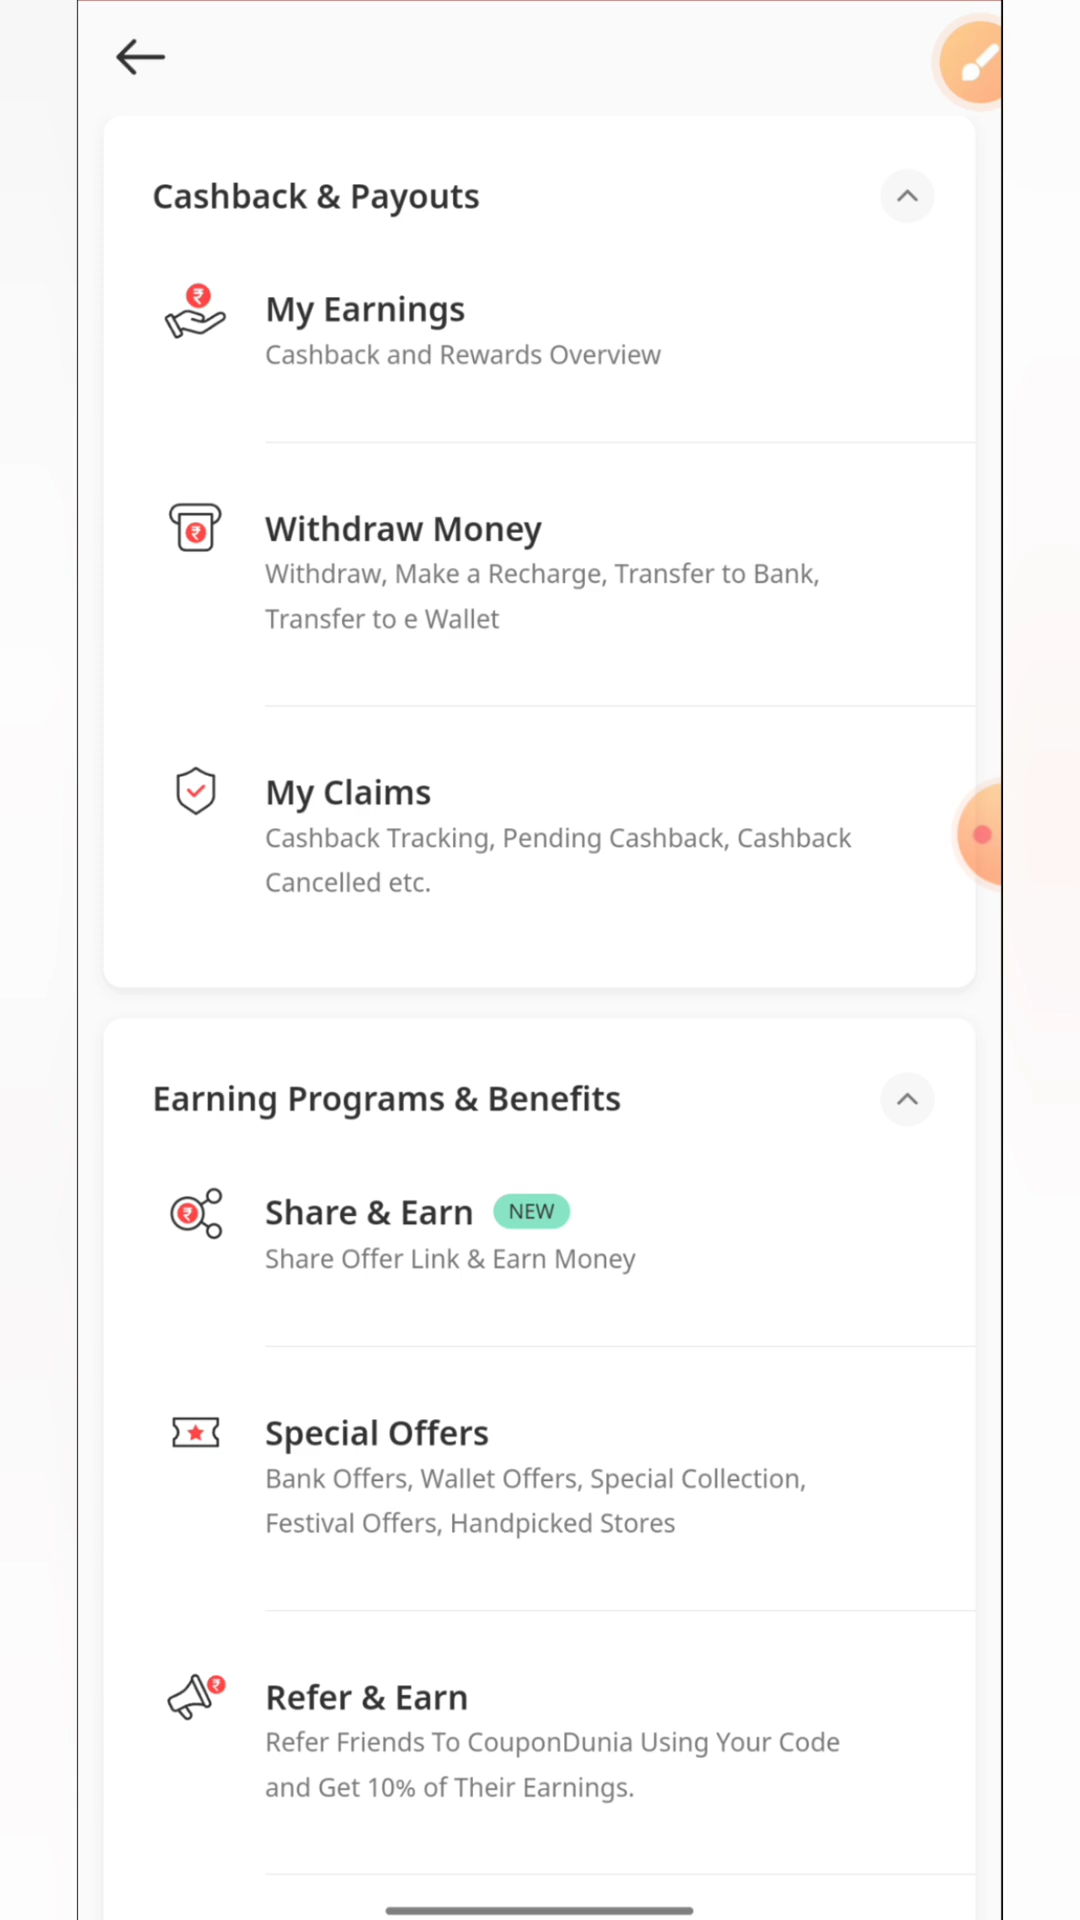 Cashback & Payouts
₹
My Earnings
Cashback and Rewards Overview
₹
Withdraw Money
Withdraw, Make a Recharge, Transfer to Bank,
Transfer to e Wallet
My Claims
Cashback Tracking, Pending Cashback, Cashback
Cancelled etc.
Earning Programs & Benefits
₹
Share & Earn NEW
Share Offer Link & Earn Money
Special Offers
Bank Offers, Wallet Offers, Special Collection,
Festival Offers, Handpicked Stores
₹
Refer & Earn
Refer Friends To CouponDunia Using Your Code
and Get 10% of Their Earnings.